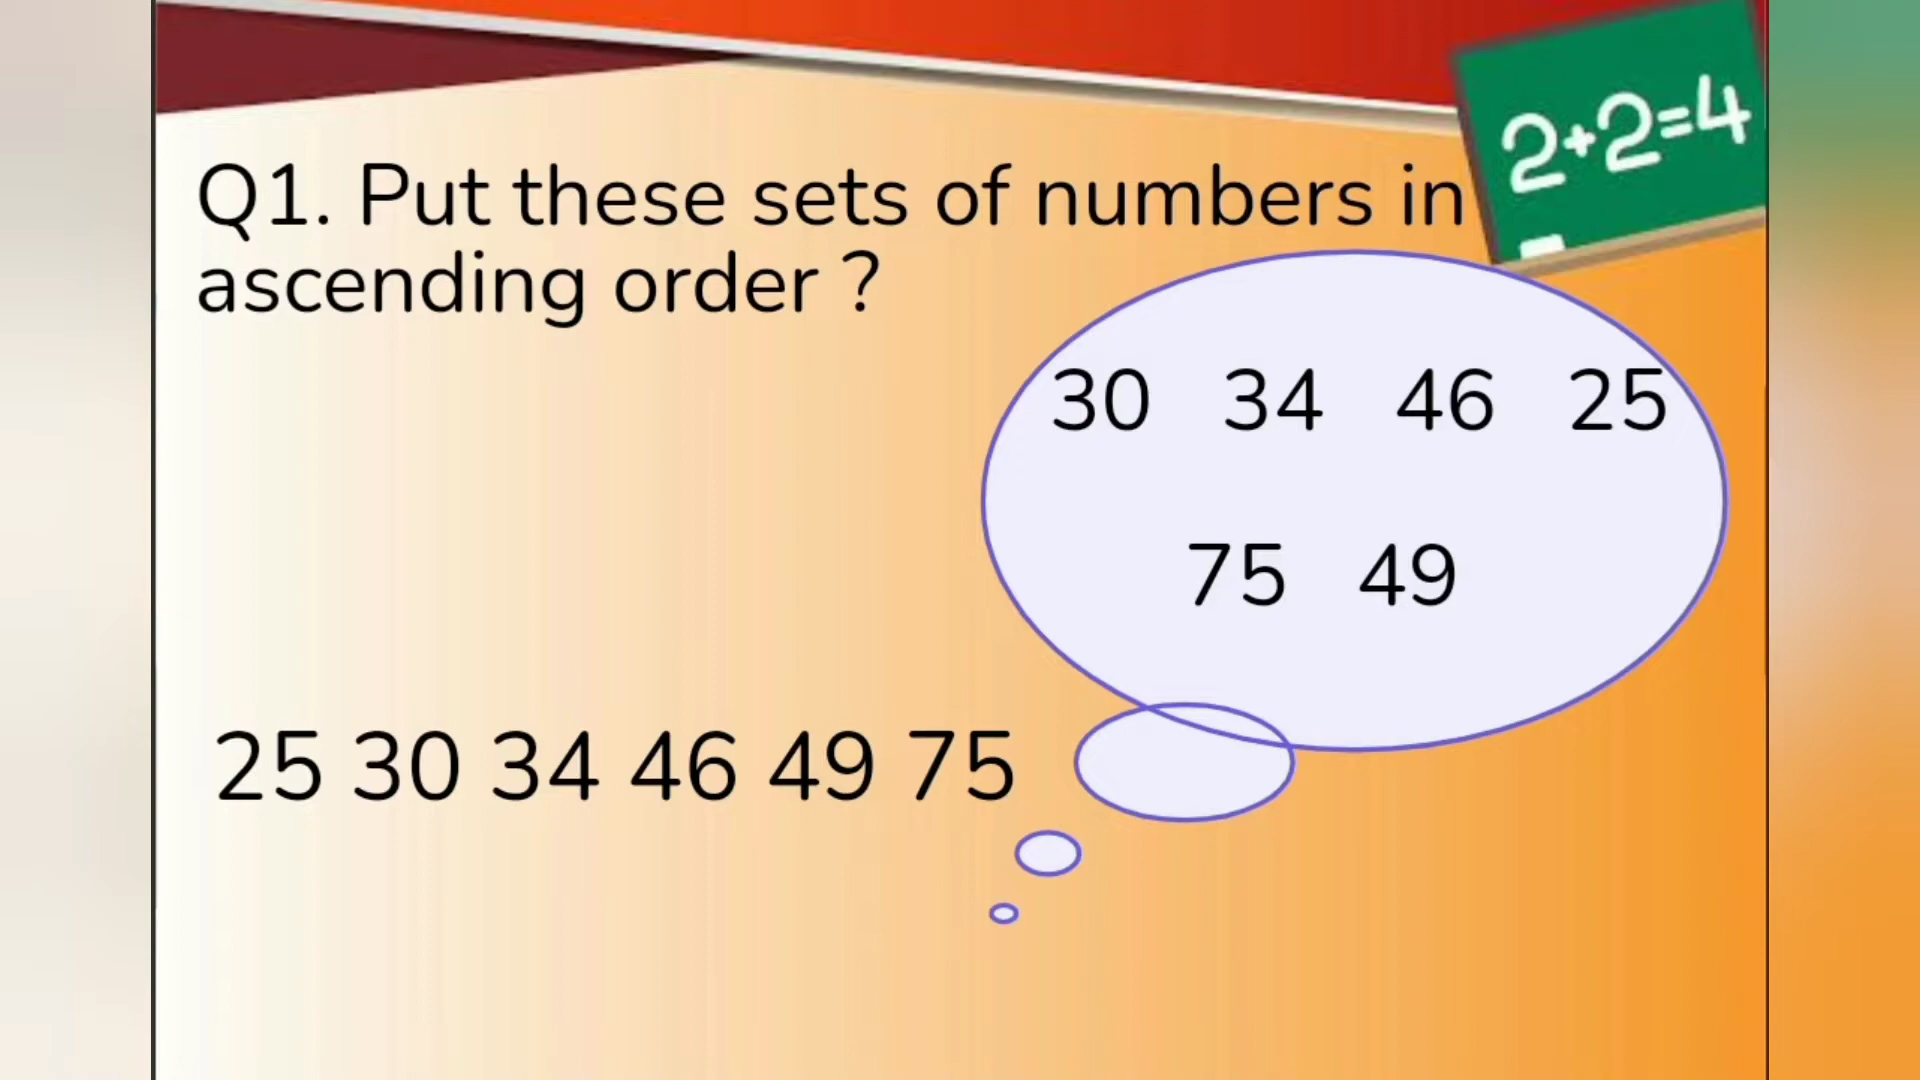 2+2=4
Q1. Put these sets of numbers in
ascending order ?
30 34 46 25
75 49
25 30 34 46 49 75